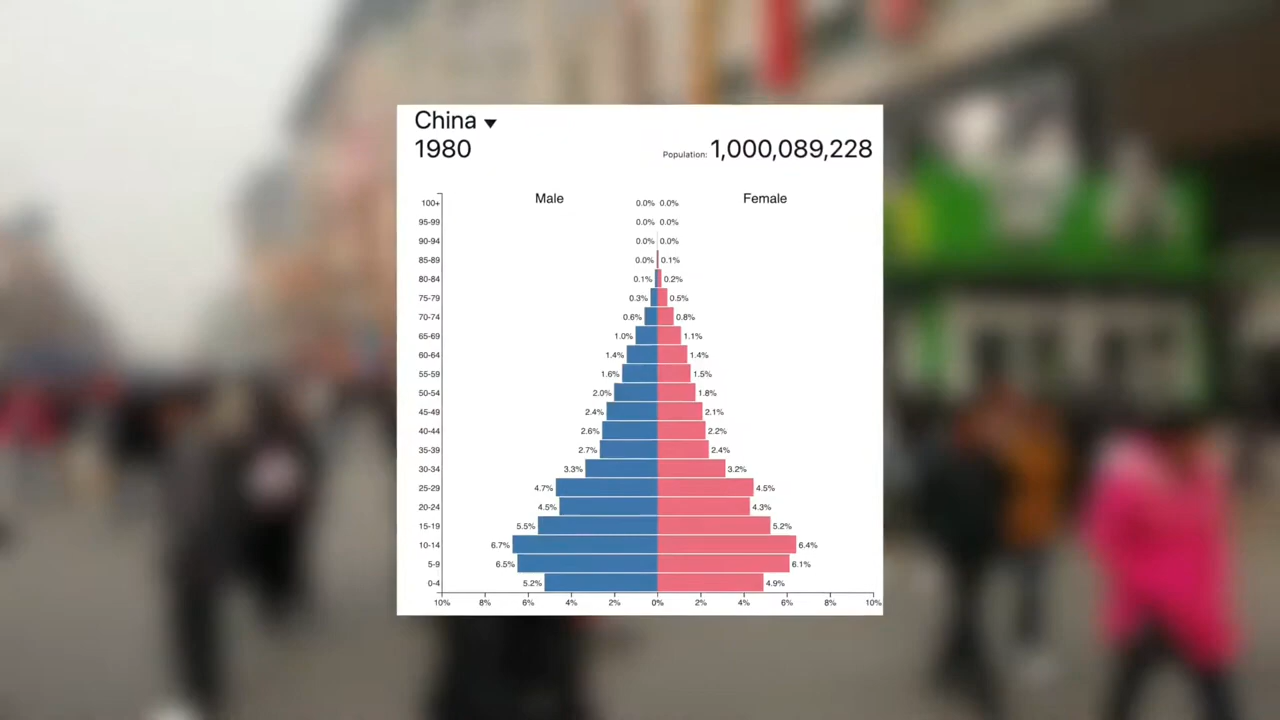 China
1980 Population: 1,000,089,228
Male Female
100+ 0.0% 0.0%
95-99 0.0% 0.0%
90-94 0.0% 0.0%
85-89 0.0% 0.1%
80-84 0.1% 0.2%
75-79 0.3% 0.5%
70-74 0.6% 0.8%
65-69 1.0% 1.1%
60-64 1.4% 1.4%
55-59 1.6% 1.5%
50-54 2.0% 1.8%
45-49 2.4% 2.1%
40-44 2.6% 2.2%
35-39 2.7% 2.4%
30-34 3.3% 3.2%
25-29 4.7% 4.5%
20-24 4.5% 4.3%
15-19 5.5% 5.2%
10-14 6.7% 6.4%
5-9 6.5% 6.1%
0-4 5.2% 4.9%
10% 8% 6% 4% 2% 0% 2% 4% 6% 8% 10%